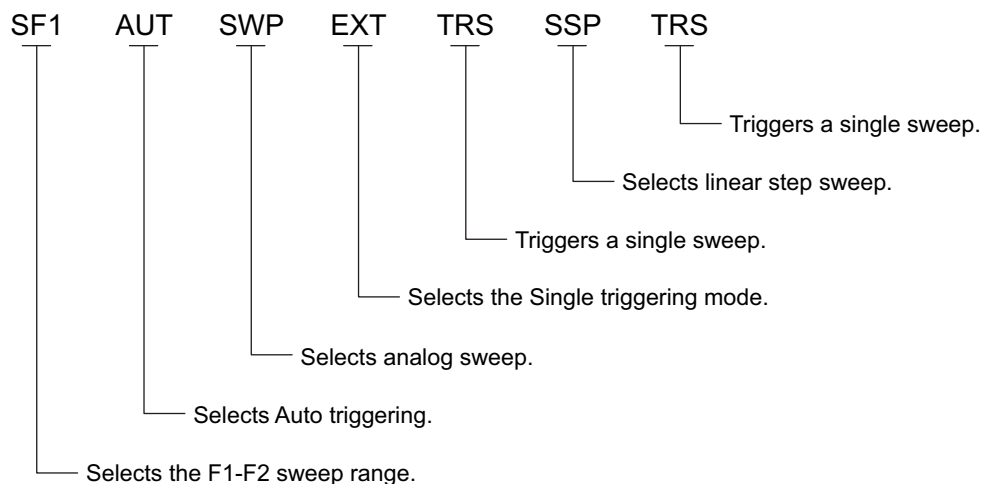 SF1 AUT SWP EXT TRS SSP TRS
Triggers a single sweep.
Selects linear step sweep.
Triggers a single sweep.
Selects the Single triggering mode.
Selects analog sweep.
Selects Auto triggering.
Selects the F1-F2 sweep range.